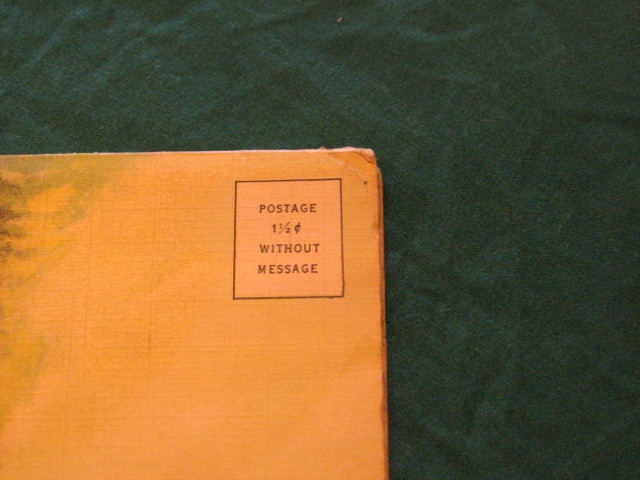 POSTAGE
1½¢
WITHOUT
MESSAGE